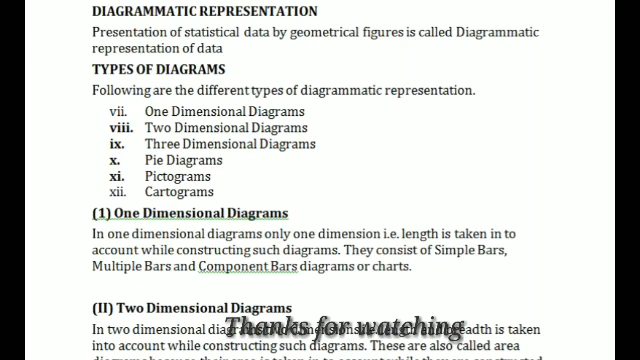 DIAGRAMMATIC REPRESENTATION
Presentation of statistical data by geometrical figures is called Diagrammatic
representation of data
TYPES OF DIAGRAMS
Following are the different types of diagrammatic representation.
vii. One Dimensional Diagrams
viii. Two Dimensional Diagrams
ix. Three Dimensional Diagrams
x. Pie Diagrams
xi. Pictograms
xii. Cartograms
(1) One Dimensional Diagrams
In one dimensional diagrams only one dimension i.e. length is taken in to
account while constructing such diagrams. They consist of Simple Bars,
Multiple Bars and Component Bars diagrams or charts.
(II) Two Dimensional Diagrams
In two dimensional breadth is taken
Thanks for watching
into account while constructing such diagrams. These are also called area